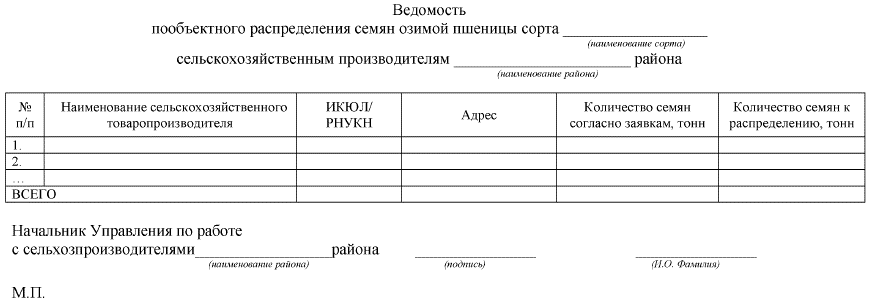 Ведомость
пообъектного распределения семян озимой пшеницы сорта ____________________
(наименование сорта)
сельскохозяйственным производителям ________________________ района
(наименование района)
№ п/п | Наименование сельскохозяйственного товаропроизводителя | ИКЮЛ/ РНУКН | Адрес | Количество семян согласно заявкам, тонн | Количество семян к распределению, тонн
1.
2.
…
ВСЕГО
Начальник Управления по работе
с сельхозпроизводителями___________________района ________________ ________________
(наименование района) (подпись) (И.О. Фамилия)
М.П.